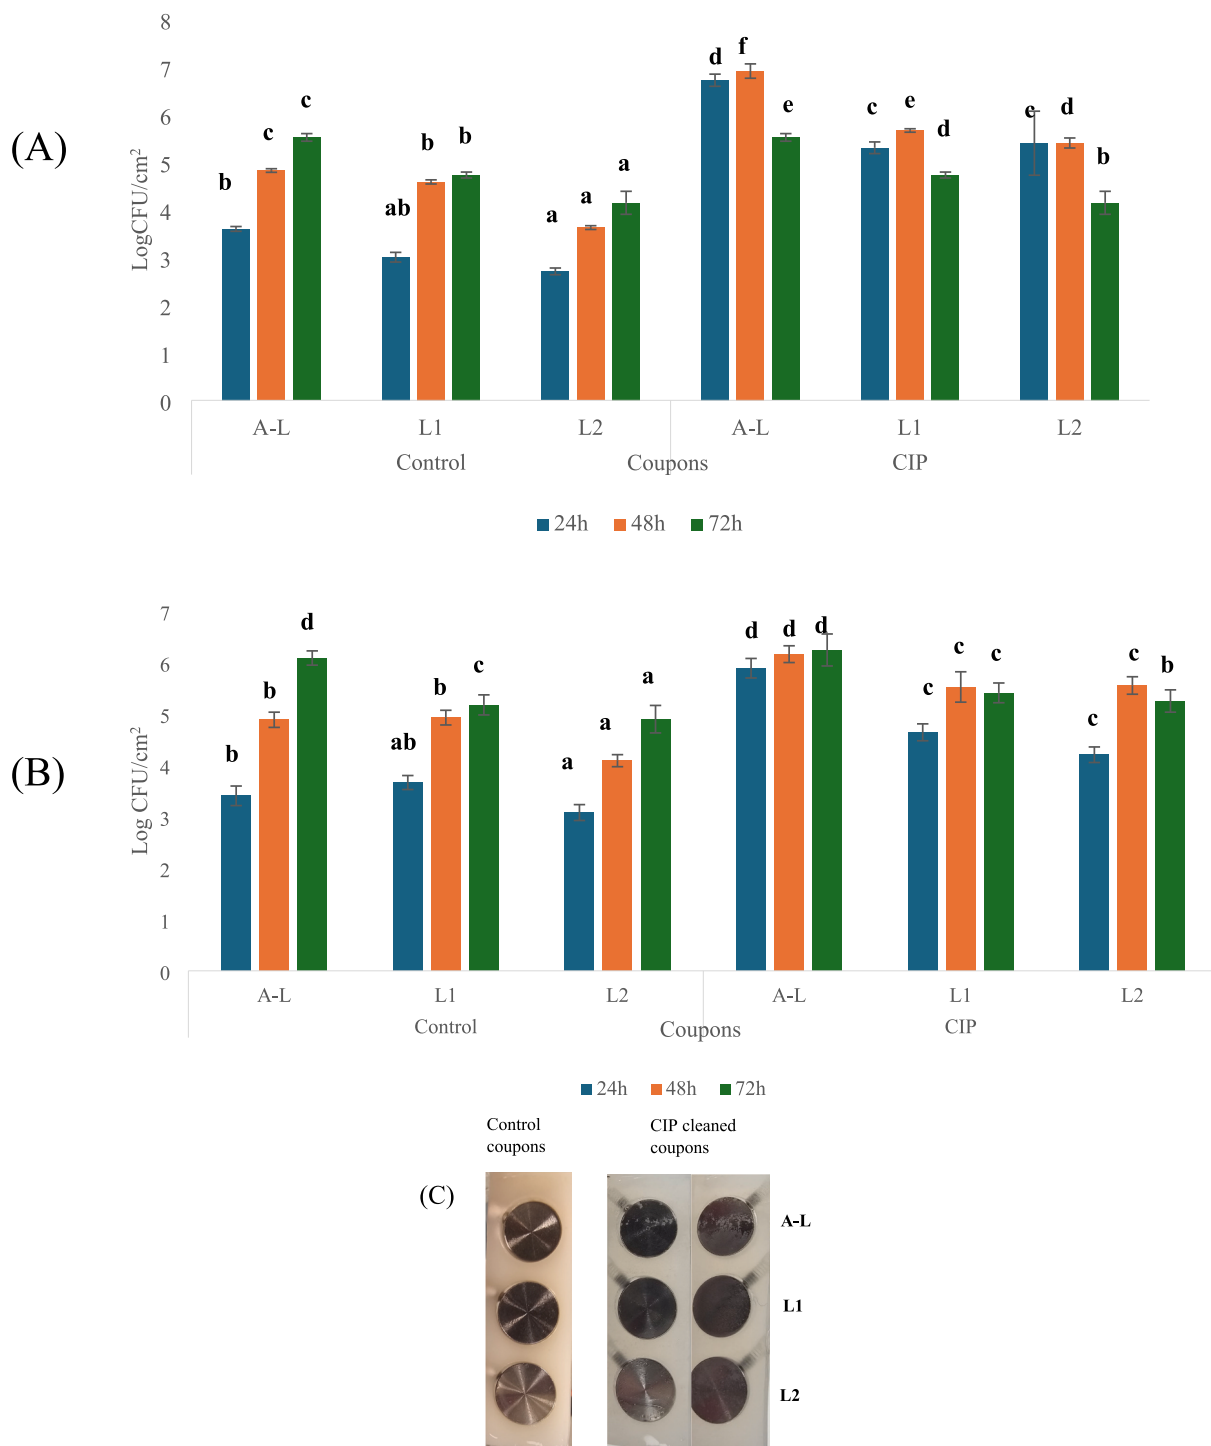 (A)
LogCFU/cm²
8
7
6
5
4
3
2
1
0
b
c
c
ab
b
b
a
a
a
d
f
e
c
e
d
c
d
b
A-L
L1
L2
A-L
L1
L2
Control
Coupons
CIP
24h
48h
72h
(B)
Log CFU/cm²
7
6
5
4
3
2
1
0
b
b
d
ab
b
c
a
a
a
d
d
d
c
c
c
c
c
b
A-L
L1
L2
A-L
L1
L2
Control
Coupons
CIP
24h
48h
72h
Control
coupons
CIP cleaned
coupons
(C)
A-L
L1
L2